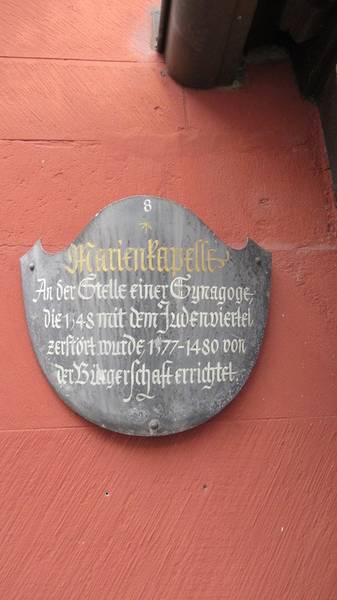 8
Marienkapelle
An der Stelle einer Synagoge,
die 1348 mit dem Judenviertel
zerstört wurde 1377-1480 von
der Bürgerschaft errichtet.